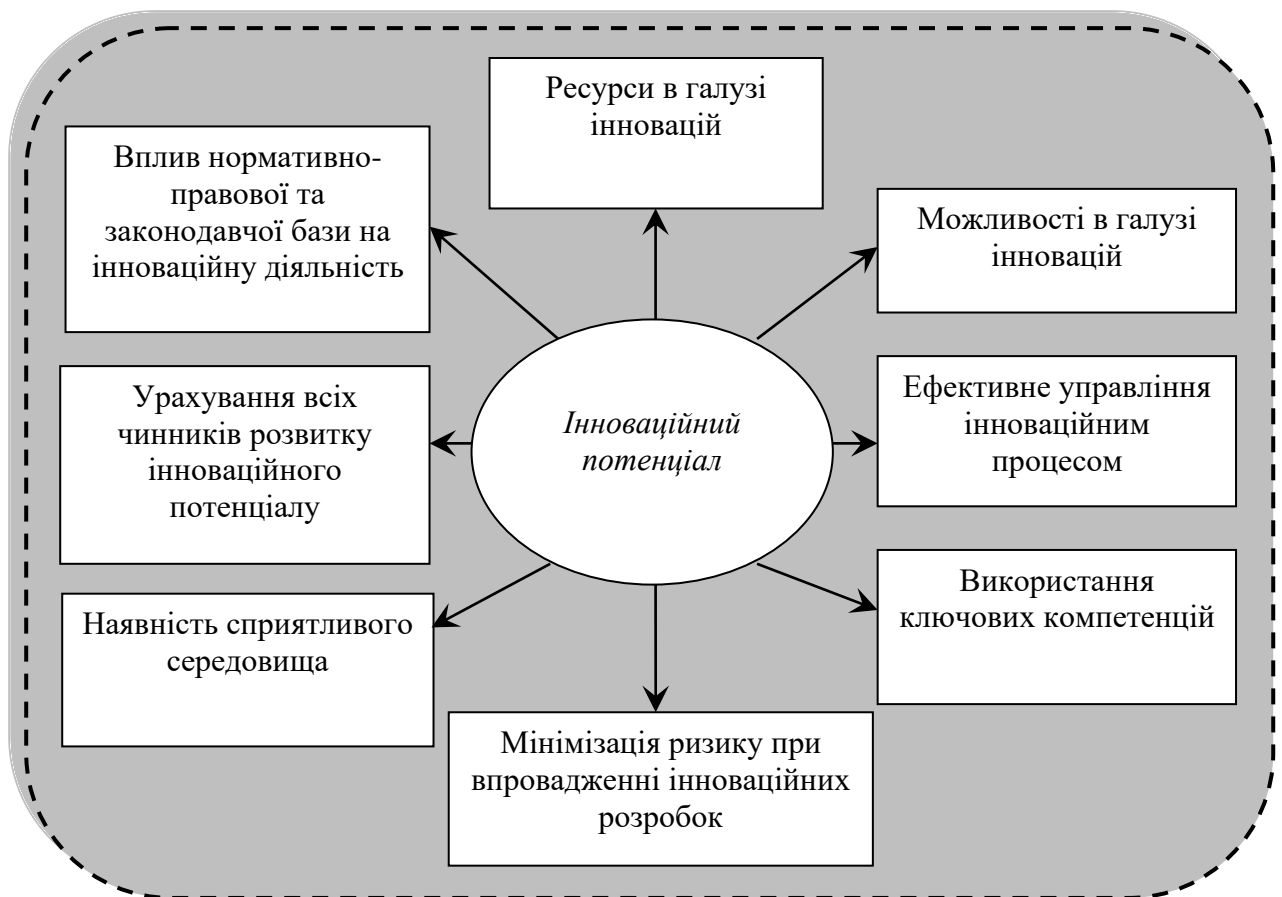 Ресурси в галузі
інновацій
Вплив нормативно-
правової та
законодавчої бази на
інноваційну діяльність
Можливості в галузі
інновацій
Урахування всіх
чинників розвитку
інноваційного
потенціалу
Інноваційний
потенціал
Ефективне управління
інноваційним
процесом
Наявність сприятливого
середовища
Використання
ключових компетенцій
Мінімізація ризику при
впровадженні інноваційних
розробок